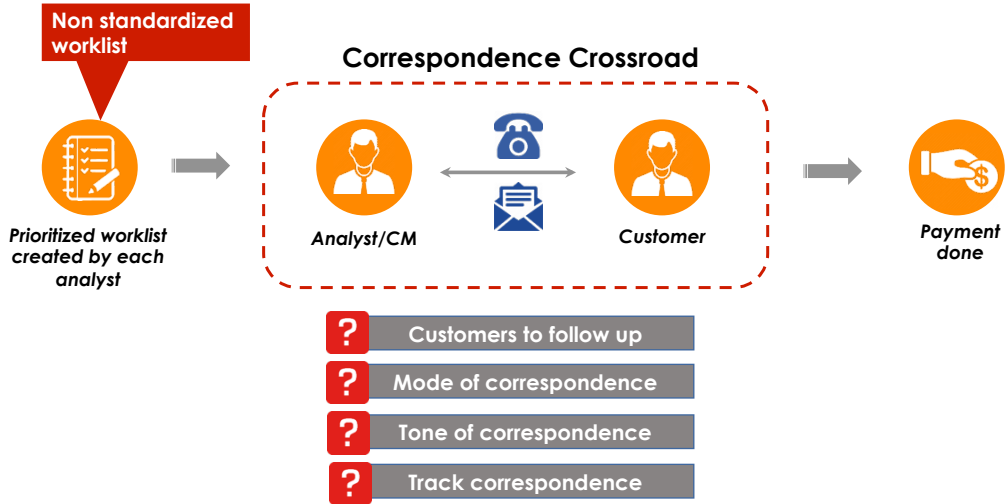 Non standardized
worklist
Correspondence Crossroad
Prioritized worklist
created by each
analyst
Analyst/CM
Customer
Payment
done
$
? Customers to follow up
? Mode of correspondence
? Tone of correspondence
? Track correspondence